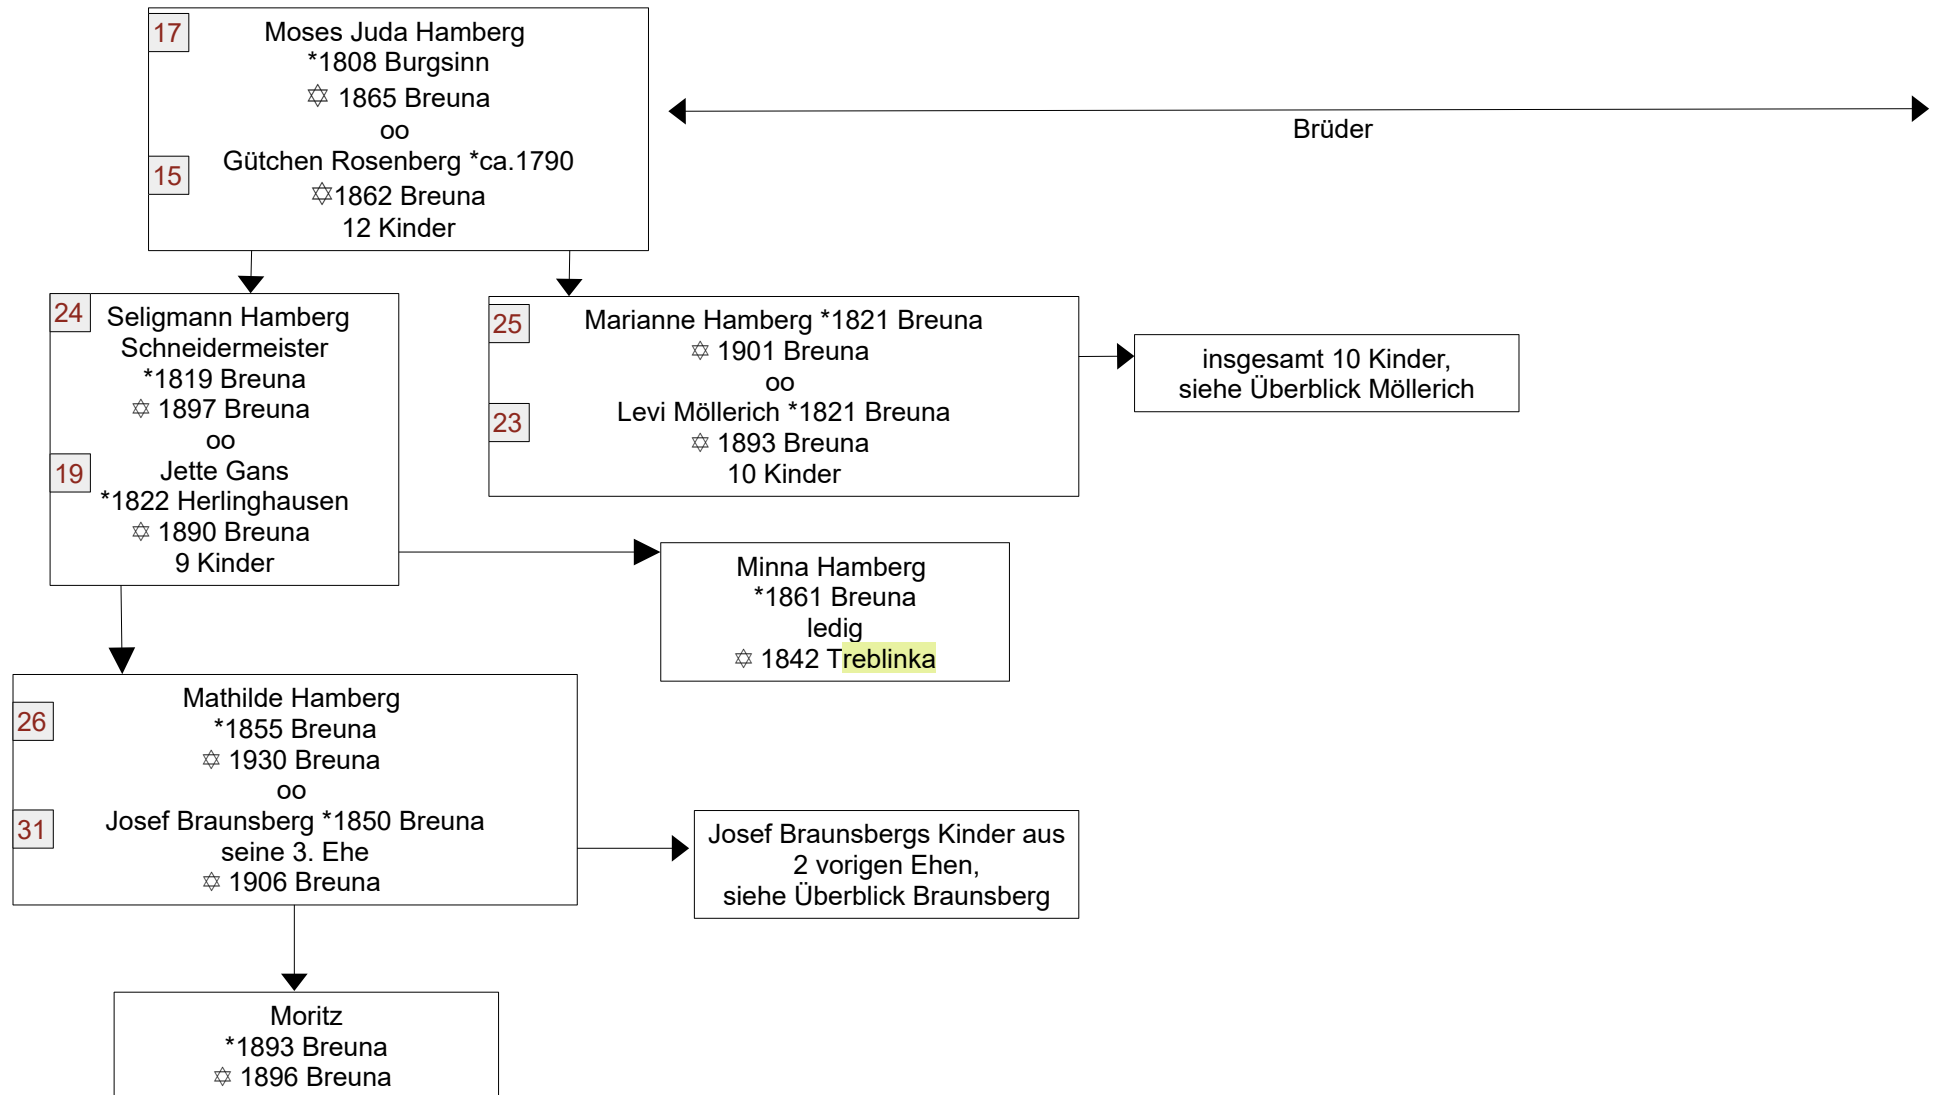 17
Moses Juda Hamberg
*1808 Burgsinn
✡ 1865 Breuna
oo
15
Gütchen Rosenberg *ca.1790
✡1862 Breuna
12 Kinder
Brüder
24
Seligmann Hamberg
Schneidermeister
*1819 Breuna
✡ 1897 Breuna
oo
19
Jette Gans
*1822 Herlinghausen
✡ 1890 Breuna
9 Kinder
25
Marianne Hamberg *1821 Breuna
✡ 1901 Breuna
oo
23
Levi Möllerich *1821 Breuna
✡ 1893 Breuna
10 Kinder
insgesamt 10 Kinder,
siehe Überblick Möllerich
Minna Hamberg
*1861 Breuna
ledig
✡ 1842 Treblinka
26
Mathilde Hamberg
*1855 Breuna
✡ 1930 Breuna
oo
31
Josef Braunsberg *1850 Breuna
seine 3. Ehe
✡ 1906 Breuna
Josef Braunsbergs Kinder aus
2 vorigen Ehen,
siehe Überblick Braunsberg
Moritz
*1893 Breuna
✡ 1896 Breuna